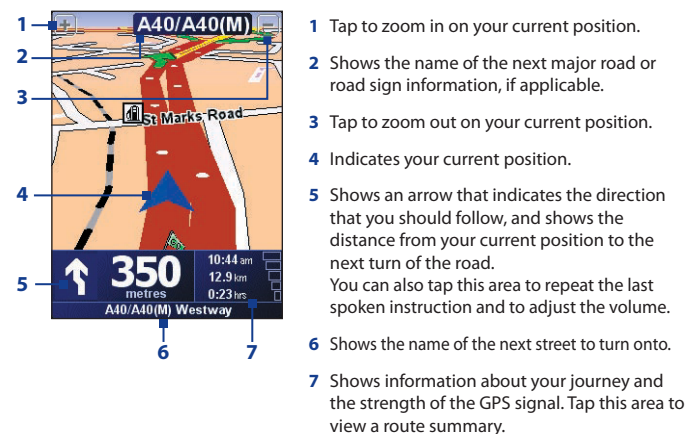 1
2
3
4
5
6
7
+
A40/A40(M)
−
St Marks Road
350
metres
10:44 am
12.9 km
0:23 hrs
A40/A40(M) Westway
1 Tap to zoom in on your current position.
2 Shows the name of the next major road or
road sign information, if applicable.
3 Tap to zoom out on your current position.
4 Indicates your current position.
5 Shows an arrow that indicates the direction
that you should follow, and shows the
distance from your current position to the
next turn of the road.
You can also tap this area to repeat the last
spoken instruction and to adjust the volume.
6 Shows the name of the next street to turn onto.
7 Shows information about your journey and
the strength of the GPS signal. Tap this area to
view a route summary.